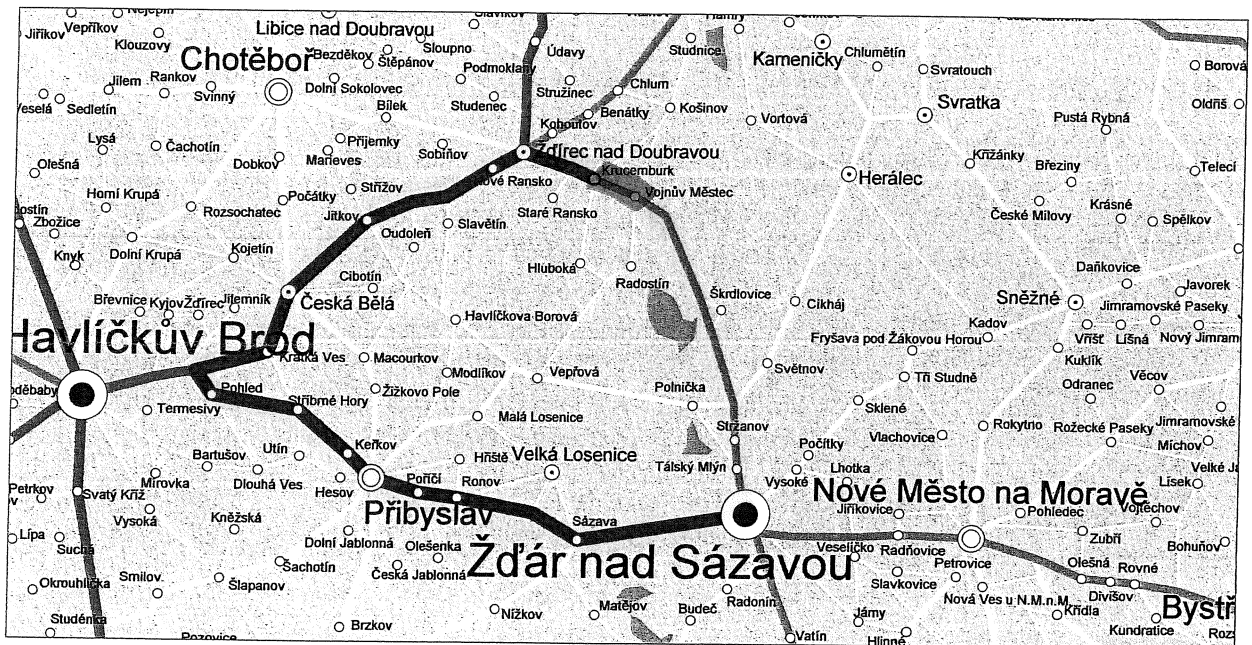 Vepříkov
Jiříkov
Klouzovy
Libice nad Doubravou
Slavíkov
Údavy
Studnice
Kameničky
Chlumětín
Svratouch
Borová
Chotěboř
Bezděkov
Sloupno
Štěpánov
Podmoklany
Jilem
Rankov
Svinný
Dolní Sokolovec
Studenec
Stružinec
Chlum
Sedletín
Bílek
Benátky
Košinov
Vortová
Svratka
Oldřiš
Pustá Rybná
Lysá
Čachotín
Příjemky
Kohoutov
Olešná
Dobkov
Marieves
Sobíňov
Ždírec nad Doubravou
Křižánky
Březiny
Telecí
Krucemburk
Herálec
Horní Krupá
Počátky
Střížov
Nové Ransko
Vojnův Městec
Rozsochatec
Staré Ransko
České Milovy
Krásné
Spělkov
Zbožice
Jitkov
Oudoleň
Slavětín
Knyk
Dolní Krupá
Kojetín
Hluboká
Radostín
Daňkovice
Cibotín
Javorek
Břevnice
Kyjov
Ždírec
Jilemník
Česká Bělá
Škrdlovice
Cikháj
Sněžné
Jimramovské Paseky
Havlíčkův Brod
Havlíčkova Borová
Kadov
Fryšava pod Žákovou Horou
Vříšť
Líšná
Nový Jimram
Krátká Ves
Macourkov
Kuklík
Modlíkov
Vepřová
Světnov
Tři Studně
Věcov
Pohled
Žižkovo Pole
Polnička
Odranec
Stříbrné Hory
Termesivy
Malá Losenice
Sklené
Jimramovské
Stržanov
Vlachovice
Rokytno
Rožecké Paseky
Míchov
Utín
Keřkov
Počítky
Bartušov
Hřiště
Velká Losenice
Tálský Mlýn
Lhotka
Petrkov
Mírovka
Dlouhá Ves
Hesov
Poříčí
Ronov
Vysoké
Nové Město na Moravě
Lísek
Svatý Kříž
Vysoká
Kněžská
Přibyslav
Sázava
Jiříkovice
Pohledec
Vojtěchov
Lípa
Suchá
Dolní Jablonná
Olešenka
Žďár nad Sázavou
Veselíčko
Radňovice
Zubří
Bohuňov
Šachotín
Česká Jablonná
Petrovice
Olešná
Rovné
Okrouhlička
Smilov
Šlapanov
Slavkovice
Nová Ves u N.M.n.M.
Divišov
Studénka
Nížkov
Matějov
Budeč
Radonín
Jámy
Křídla
Bystř
Kundratice
Pozovice
Brzkov
Vatín
Hlinné